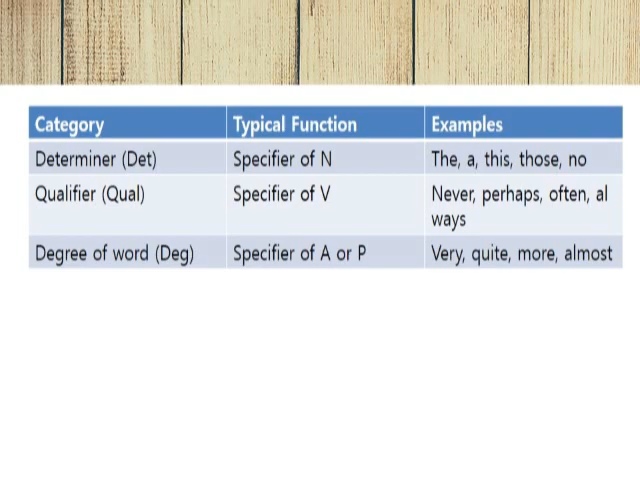 Category Typical Function Examples
Determiner (Det) Specifier of N The, a, this, those, no
Qualifier (Qual) Specifier of V Never, perhaps, often, al
ways
Degree of word (Deg) Specifier of A or P Very, quite, more, almost